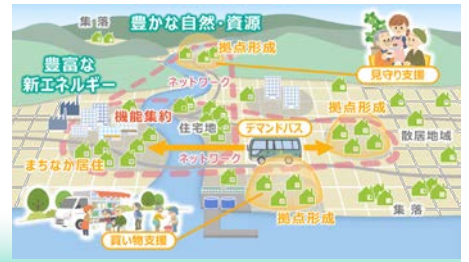 集 落
豊かな自然・資源
豊富な
新エネルギー
拠点形成
見守り支援
ネットワーク
機能集約
住宅地
デマンドバス
拠点形成
散居地域
まちなか居住
ネットワーク
集 落
拠点形成
買い物支援